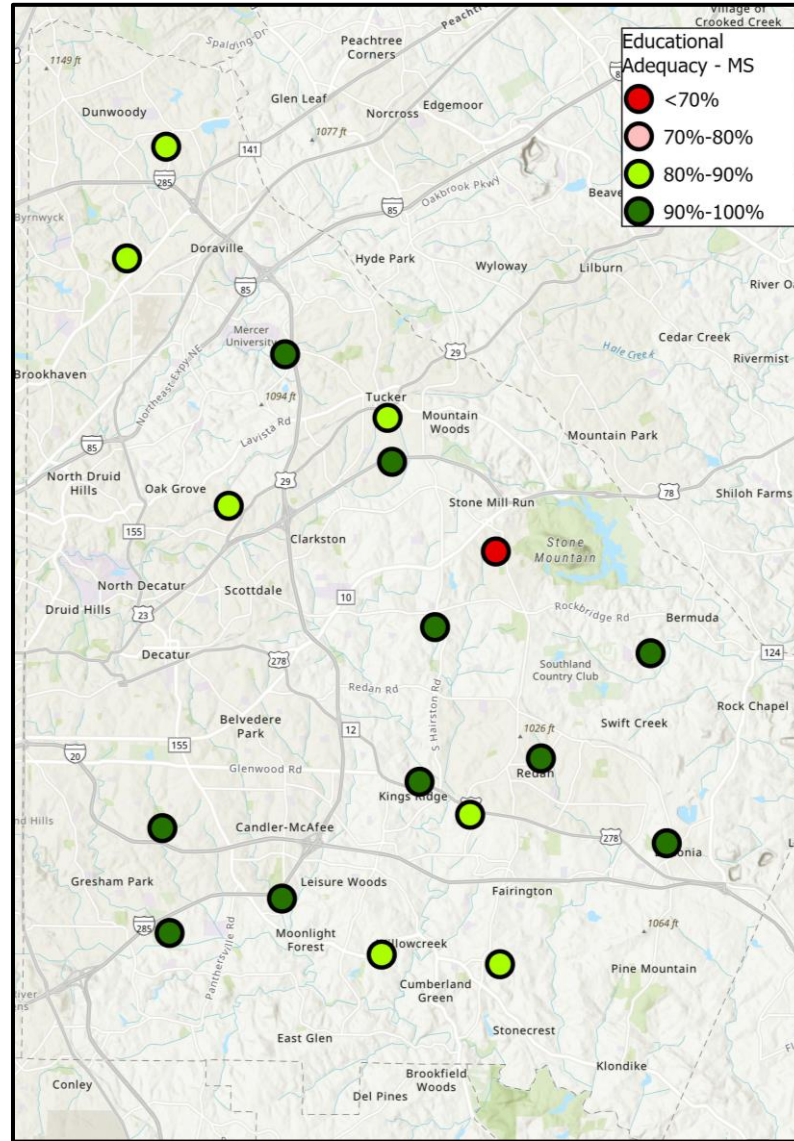 Village of
Crooked Creek
Peachtree
Spalding Dr
Peachtree
Corners
1149 ft
Educational
Adequacy - MS
<70%
70%-80%
80%-90%
90%-100%
Glen Leaf
Edgemoor
Dunwoody
Norcross
1077 ft
141
285
Oakbrook Pkwy
85
Byrnwyck
Doraville
Hyde Park
Wyloway
Lilburn
85
Mercer
University
Cedar Creek
Hale Creek
Rivermist
29
Brookhaven
Northeast Expy NE
1094 ft
Tucker
Mountain
Woods
Lavista Rd
Mountain Park
85
North Druid
Hills
Oak Grove
29
78
Shiloh Farms
Stone Mill Run
155
Clarkston
Stone
Mountain
North Decatur
Scottdale
10
Druid Hills
23
Rockbridge Rd
Bermuda
Decatur
278
Southland
Country Club
124
Redan Rd
S Hairston Rd
Rock Chapel
Belvedere
Park
12
1026 ft
Swift Creek
20
155
Glenwood Rd
Redan
Kings Ridge
Candler-McAfee
278
Gresham Park
Leisure Woods
Fairington
285
Panthersville Rd
Moonlight
Forest
1064 ft
Cumberland
Green
Pine Mountain
East Glen
Stonecrest
Klondike
Conley
Brookfield
Woods
Del Pines